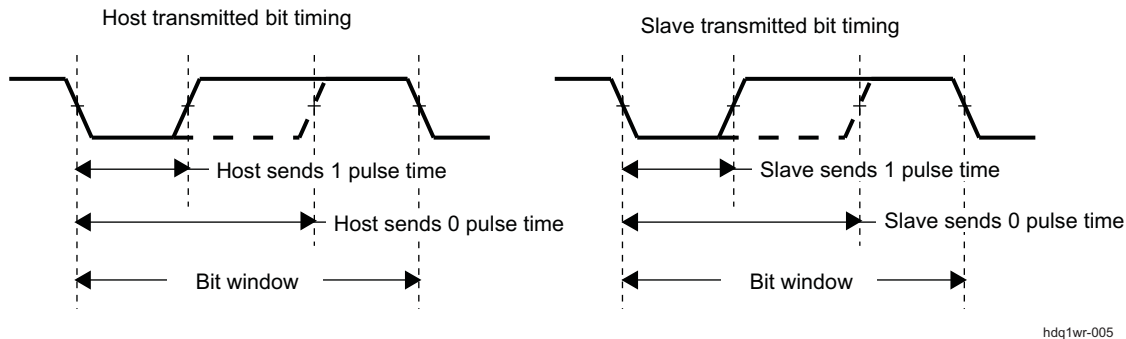 Host transmitted bit timing
Slave transmitted bit timing
Host sends 1 pulse time
Slave sends 1 pulse time
Host sends 0 pulse time
Slave sends 0 pulse time
Bit window
Bit window
hdq1wr-005